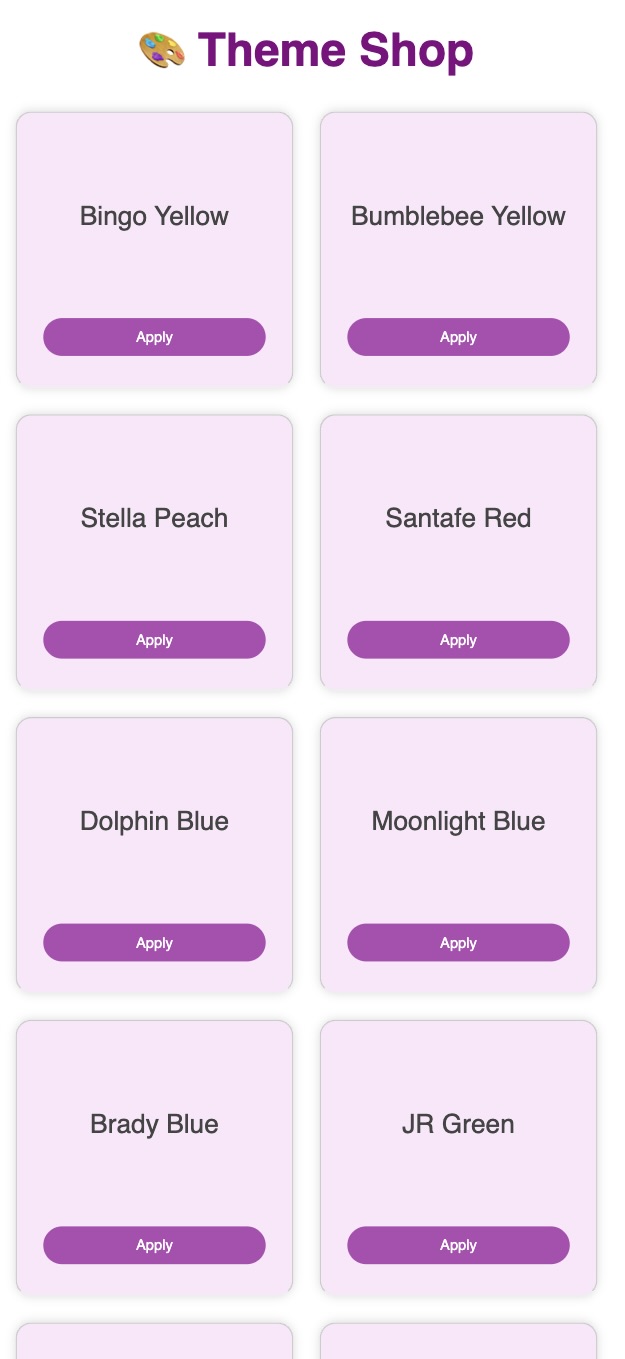 🎨 Theme Shop
Bingo Yellow
Bumblebee Yellow
Apply
Apply
Stella Peach
Santafe Red
Apply
Apply
Dolphin Blue
Moonlight Blue
Apply
Apply
Brady Blue
JR Green
Apply
Apply